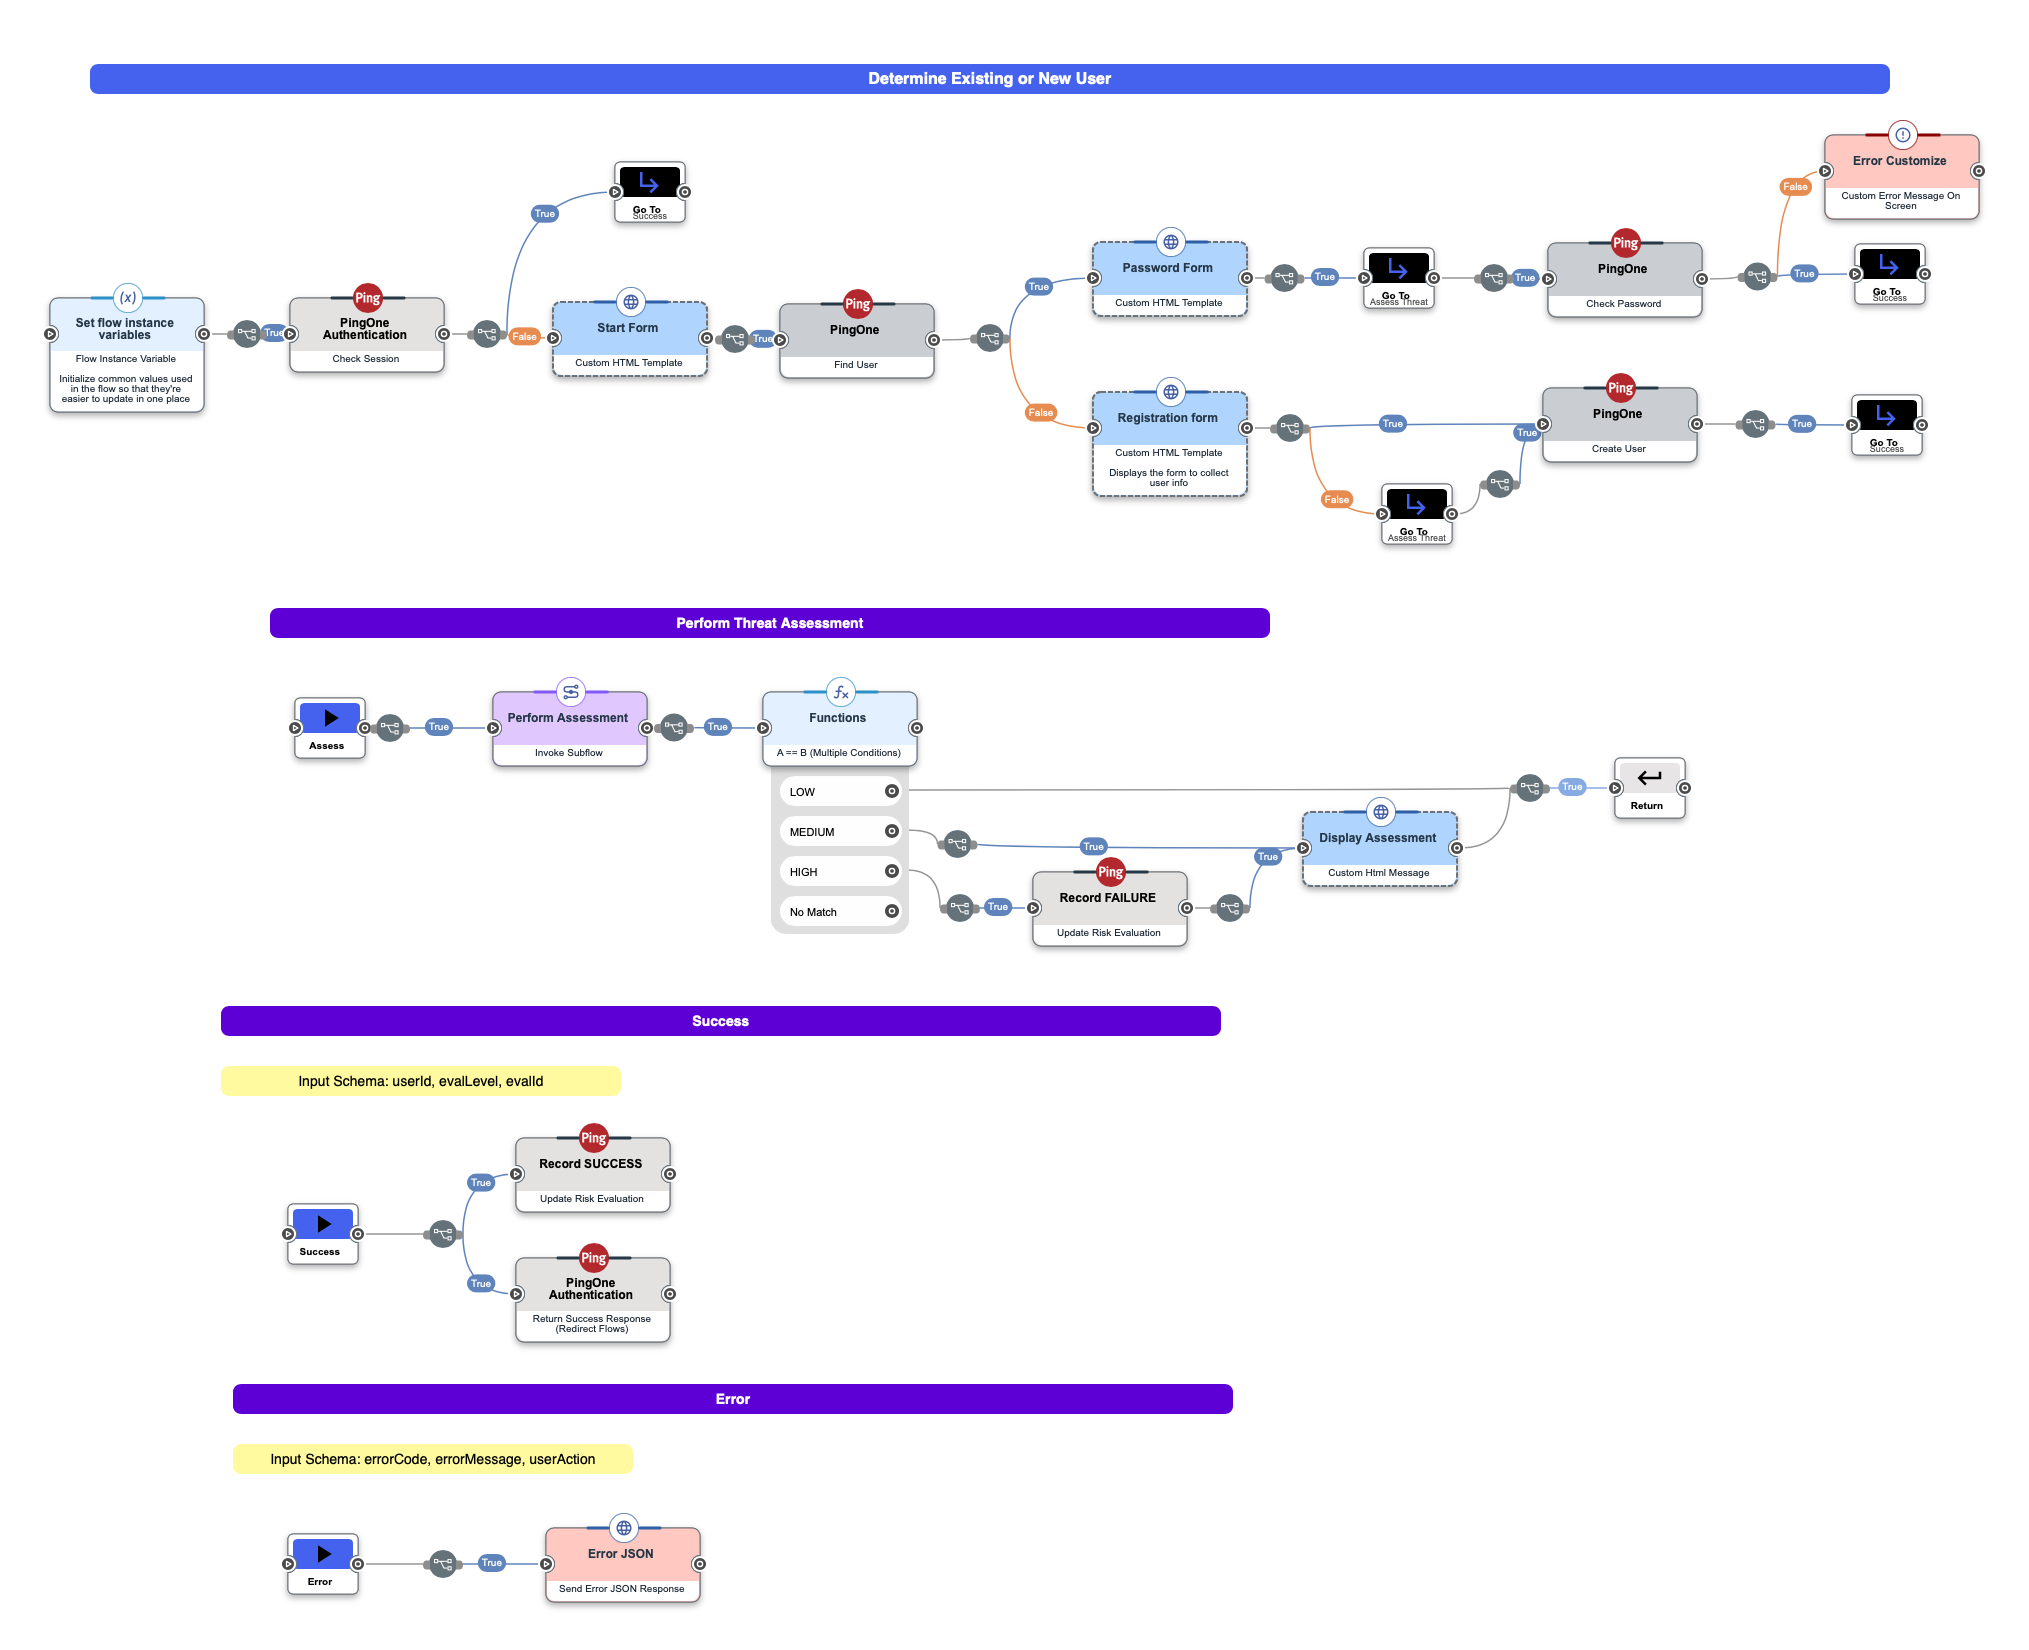 Determine Existing or New User
Error Customize
Custom Error Message On
Screen
False
Go To
Success
True
Password Form
Custom HTML Template
True
True
Go To
Assess Threat
True
Ping
PingOne
Check Password
True
Go To
Success
(x)
Set flow instance
variables
Flow Instance Variable
Initialize common values used
in the flow so that they're
easier to update in one place
True
Ping
PingOne
Authentication
Check Session
False
Start Form
Custom HTML Template
True
Ping
PingOne
Find User
False
Registration form
Custom HTML Template
Displays the form to collect
user info
True
True
Ping
PingOne
Create User
True
Go To
Success
False
Go To
Assess Threat
Perform Threat Assessment
Assess
True
Perform Assessment
Invoke Subflow
True
fx
Functions
A == B (Multiple Conditions)
LOW
MEDIUM
HIGH
No Match
True
Return
True
True
Display Assessment
Custom Html Message
True
Ping
Record FAILURE
Update Risk Evaluation
Success
Input Schema: userId, evalLevel, evalId
Success
True
Ping
Record SUCCESS
Update Risk Evaluation
True
Ping
PingOne
Authentication
Return Success Response
(Redirect Flows)
Error
Input Schema: errorCode, errorMessage, userAction
Error
True
Error JSON
Send Error JSON Response